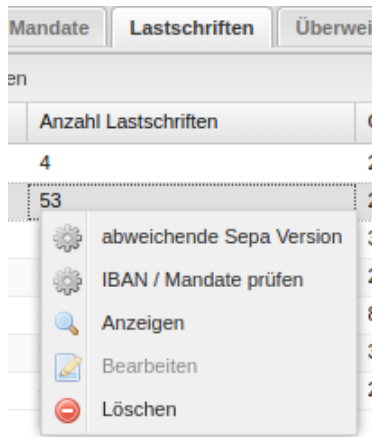 Mandate Lastschriften Überwei
en
Anzahl Lastschriften
4
53
abweichende Sepa Version
IBAN / Mandate prüfen
Anzeigen
Bearbeiten
Löschen